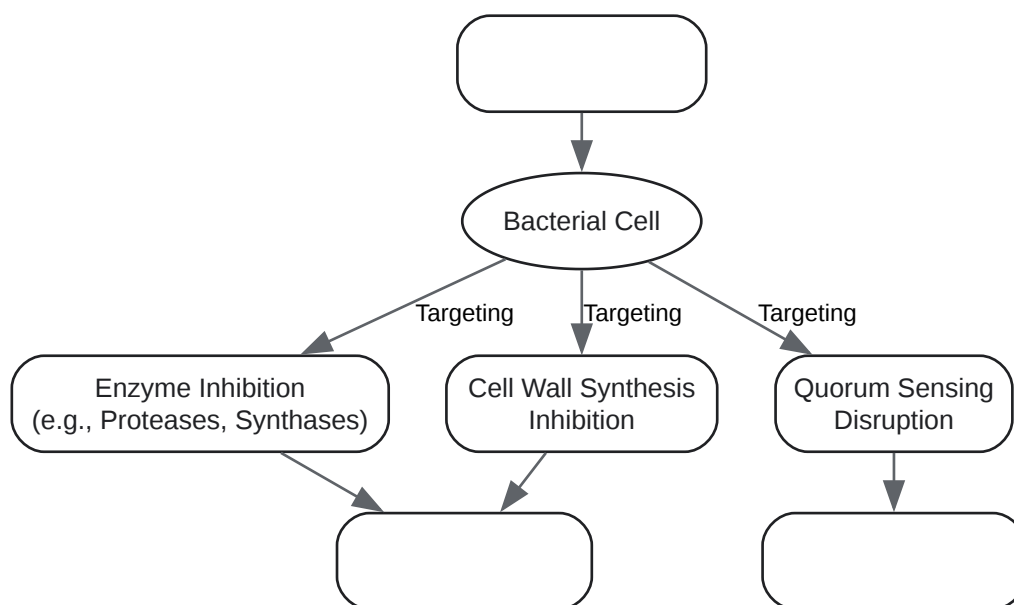 Bacterial Cell
Targeting
Targeting
Targeting
Enzyme Inhibition
(e.g., Proteases, Synthases)
Cell Wall Synthesis
Inhibition
Quorum Sensing
Disruption